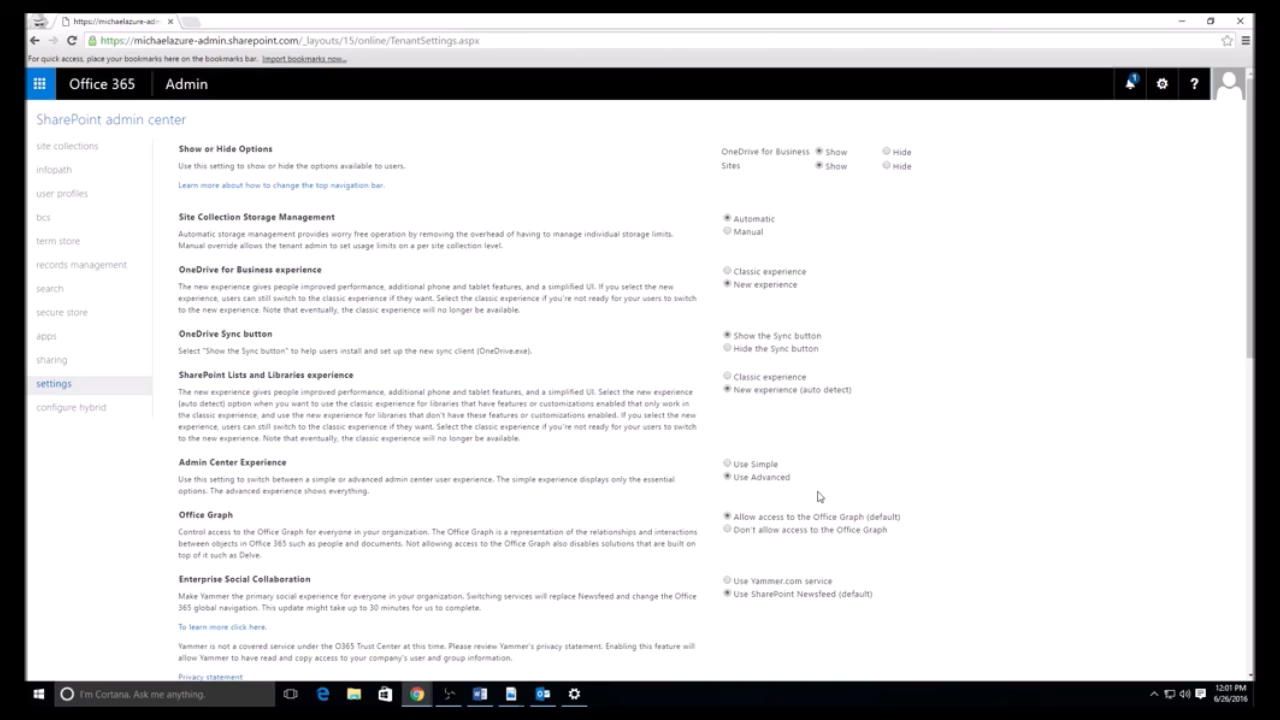 https://michaelazure-adm
https://michaelazure-admin.sharepoint.com/_layouts/15/online/TenantSettings.aspx
For quick access, place your bookmarks here on the bookmarks bar. Import bookmarks now...
Office 365
Admin
1
?
SharePoint admin center
site collections
infopath
user profiles
bcs
term store
records management
search
secure store
apps
sharing
settings
configure hybrid
Show or Hide Options
Use this setting to show or hide the options available to users.
Learn more about how to change the top navigation bar.
OneDrive for Business Show Hide
Sites Show Hide
Site Collection Storage Management
Automatic storage management provides worry free operation by removing the overhead of having to manage individual storage limits.
Manual override allows the tenant admin to set usage limits on a per site collection level.
Automatic
Manual
OneDrive for Business experience
The new experience gives people improved performance, additional phone and tablet features, and a simplified UI. If you select the new
experience, users can still switch to the classic experience if they want. Select the classic experience if you're not ready for your users to switch
to the new experience. Note that eventually, the classic experience will no longer be available.
Classic experience
New experience
OneDrive Sync button
Select "Show the Sync button" to help users install and set up the new sync client (OneDrive.exe).
Show the Sync button
Hide the Sync button
SharePoint Lists and Libraries experience
The new experience gives people improved performance, additional phone and tablet features, and a simplified UI. Select the new experience
(auto detect) option when you want to use the classic experience for libraries that have features or customizations enabled that only work in
the classic experience, and use the new experience for libraries that don't have these features or customizations enabled. If you select the new
experience, users can still switch to the classic experience if they want. Select the classic experience if you're not ready for your users to switch
to the new experience. Note that eventually, the classic experience will no longer be available.
Classic experience
New experience (auto detect)
Admin Center Experience
Use this setting to switch between a simple or advanced admin center user experience. The simple experience displays only the essential
options. The advanced experience shows everything.
Use Simple
Use Advanced
Office Graph
Control access to the Office Graph for everyone in your organization. The Office Graph is a representation of the relationships and interactions
between objects in Office 365 such as people and documents. Not allowing access to the Office Graph also disables solutions that are built on
top of it such as Delve.
Allow access to the Office Graph (default)
Don't allow access to the Office Graph
Enterprise Social Collaboration
Make Yammer the primary social experience for everyone in your organization. Switching services will replace Newsfeed and change the Office
365 global navigation. This update might take up to 30 minutes for us to complete.
To learn more click here.
Yammer is not a covered service under the O365 Trust Center at this time. Please review Yammer's privacy statement. Enabling this feature will
allow Yammer to have read and copy access to your company's user and group information.
Privacy statement
Use Yammer.com service
Use SharePoint Newsfeed (default)
I'm Cortana. Ask me anything.
12:01 PM
6/26/2016